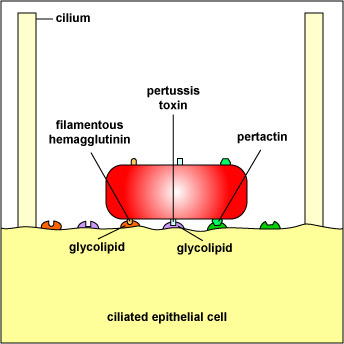 cilium
pertussis
toxin
filamentous
hemagglutinin
pertactin
glycolipid
glycolipid
ciliated epithelial cell